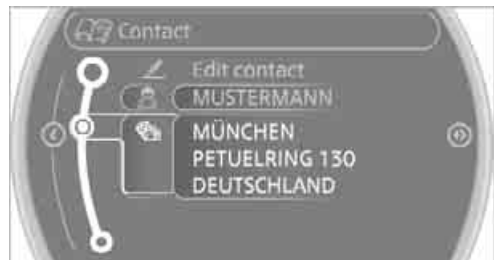 Contact
Edit contact
MUSTERMANN
MÜNCHEN
PETUELRING 130
DEUTSCHLAND